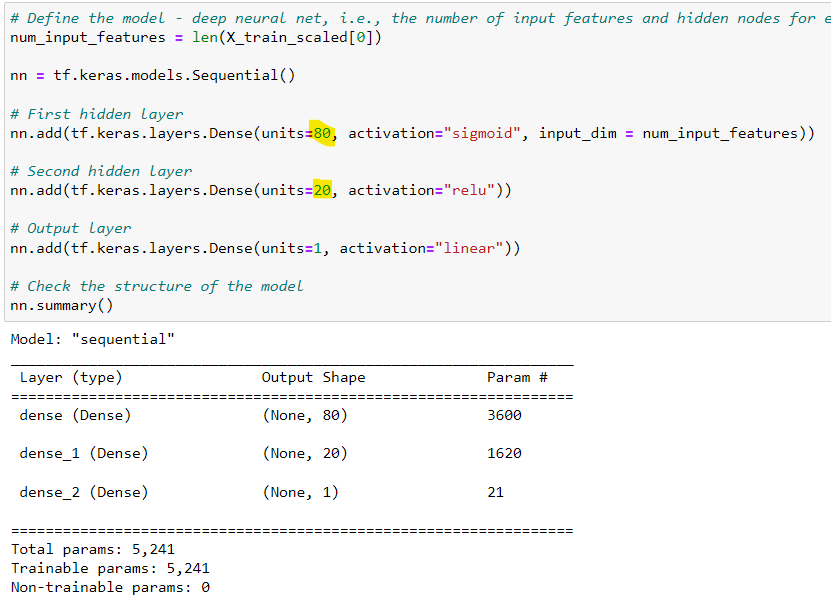 # Define the model - deep neural net, i.e., the number of input features and hidden nodes for e
num_input_features = len(X_train_scaled[0])
nn = tf.keras.models.Sequential()
# First hidden layer
nn.add(tf.keras.layers.Dense(units=80, activation="sigmoid", input_dim = num_input_features))
# Second hidden layer
nn.add(tf.keras.layers.Dense(units=20, activation="relu"))
# Output layer
nn.add(tf.keras.layers.Dense(units=1, activation="linear"))
# Check the structure of the model
nn.summary()
Model: "sequential"
_________________________________________________________________
Layer (type) Output Shape Param #
=================================================================
dense (Dense) (None, 80) 3600
dense_1 (Dense) (None, 20) 1620
dense_2 (Dense) (None, 1) 21
=================================================================
Total params: 5,241
Trainable params: 5,241
Non-trainable params: 0